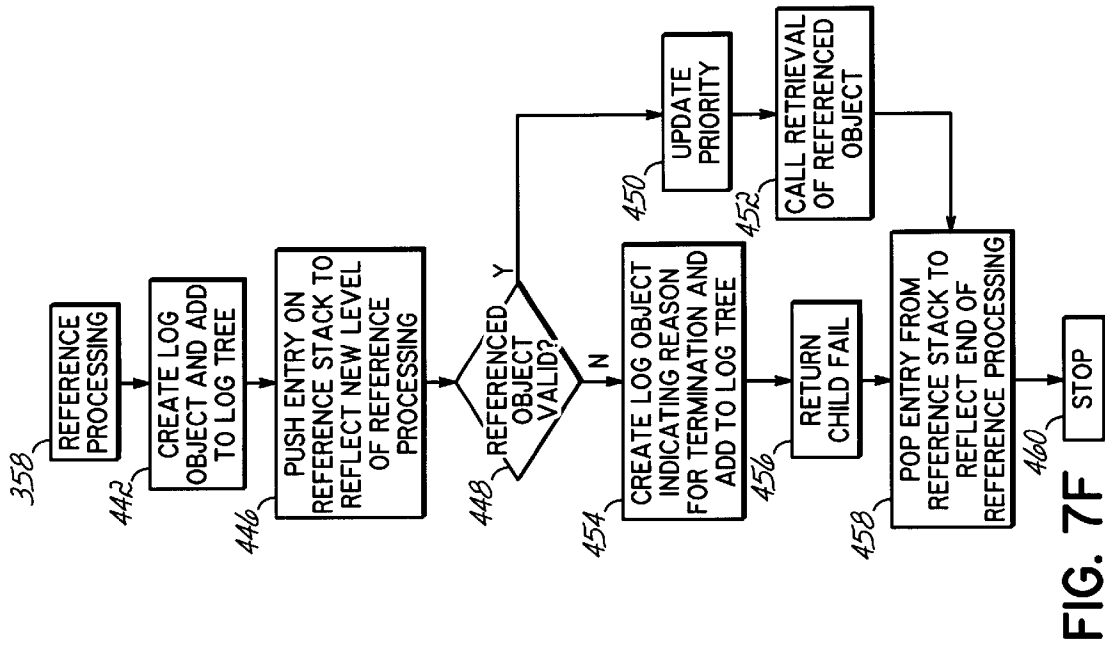 358
REFERENCE
PROCESSING
442
CREATE LOG
OBJECT AND ADD
TO LOG TREE
446
PUSH ENTRY ON
REFERENCE STACK TO
REFLECT NEW LEVEL
OF REFERENCE
PROCESSING
448
REFERENCED
OBJECT
VALID?
Y
N
450
UPDATE
PRIORITY
452
CALL RETRIEVAL
OF REFERENCED
OBJECT
454
CREATE LOG OBJECT
INDICATING REASON
FOR TERMINATION AND
ADD TO LOG TREE
456
RETURN
CHILD FAIL
458
POP ENTRY FROM
REFERENCE STACK TO
REFLECT END OF
REFERENCE PROCESSING
460
STOP
FIG. 7F